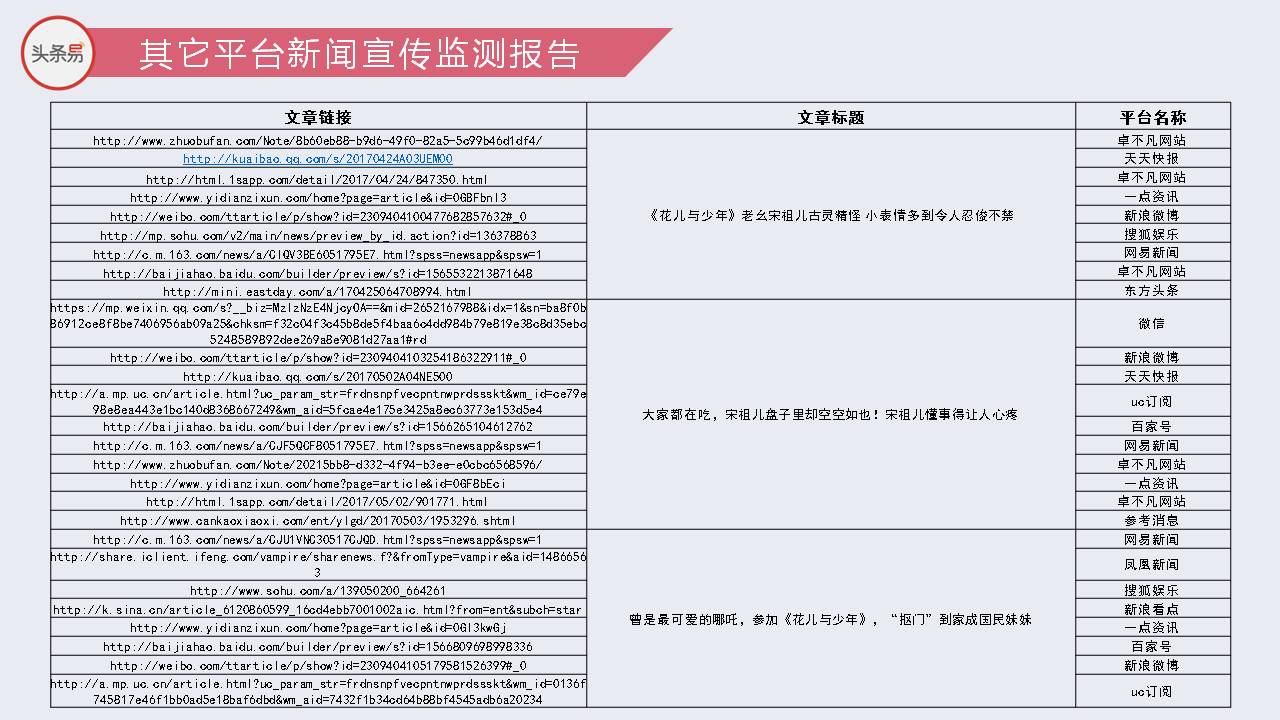 头条易
其它平台新闻宣传监测报告
文章链接 文章标题 平台名称
http://www.zhuobufan.com/Note/8b60eb88-b9d6-49f0-82a5-5c99b46d1df4/ 卓不凡网站
http://kuaibao.qq.com/s/20170424A03UEM00 天天快报
http://html.1sapp.com/detail/2017/04/24/847350.html 卓不凡网站
http://www.yidianzixun.com/home?page=article&id=0GBFbnl3 一点资讯
http://weibo.com/ttarticle/p/show?id=2309404100477682857632#_0 新浪微博
《花儿与少年》老幺宋祖儿古灵精怪 小表情多到令人忍俊不禁
http://mp.sohu.com/v2/main/news/preview_by_id.action?id=136378863 搜狐娱乐
http://c.m.163.com/news/a/CIQV3BE6051795E7.html?spss=newsapp&spsw=1 网易新闻
http://baijiahao.baidu.com/builder/preview/s?id=1565532213871648 卓不凡网站
http://mini.eastday.com/a/170425064708994.html 东方头条
https://mp.weixin.qq.com/s?__biz=MzIzNzE4NjcyOA==&mid=2652167988&idx=1&sn=ba8f0b
86912ce8f8be7406956ab09a25&chksm=f32c04f3c45b8de5f4baa6c4dd984b79e819e38c8d35ebc
5248589892dee269a8e9081d27aa1#rd
微信
http://weibo.com/ttarticle/p/show?id=2309404103254186322911#_0 新浪微博
http://kuaibao.qq.com/s/20170502A04NE500 天天快报
http://a.mp.uc.cn/article.html?uc_param_str=frdnsnpfvecpntnwprdssskt&wm_id=ce79e
98e8ea443e1bc140d8368667249&wm_aid=5fcae4e175e3425a8ec63773e153d5e4
uc订阅
大家都在吃，宋祖儿盘子里却空空如也！宋祖儿懂事得让人心疼
http://baijiahao.baidu.com/builder/preview/s?id=1566265104612762 百家号
http://c.m.163.com/news/a/CJF5QCF8051795E7.html?spss=newsapp&spsw=1 网易新闻
http://www.zhuobufan.com/Note/20215bb8-d332-4f94-b3ee-e0cbc6568596/ 卓不凡网站
http://www.yidianzixun.com/home?page=article&id=0GF8bEci 一点资讯
http://html.1sapp.com/detail/2017/05/02/901771.html 卓不凡网站
http://www.cankaoxiaoxi.com/ent/ylgd/20170503/1953296.shtml 参考消息
http://c.m.163.com/news/a/CJU1VNC30517CJQD.html?spss=newsapp&spsw=1 网易新闻
http://share.iclient.ifeng.com/vampire/sharenews.f?&fromType=vampire&aid=1486656
3
凤凰新闻
http://www.sohu.com/a/139050200_664261 搜狐娱乐
http://k.sina.cn/article_6120860599_16cd4ebb7001002aic.html?from=ent&subch=star 新浪看点
曾是最可爱的哪吒，参加《花儿与少年》，“抠门”到家成国民妹妹
http://www.yidianzixun.com/home?page=article&id=0GI3kwGj 一点资讯
http://baijiahao.baidu.com/builder/preview/s?id=1566809698998336 百家号
http://weibo.com/ttarticle/p/show?id=2309404105179581526399#_0 新浪微博
http://a.mp.uc.cn/article.html?uc_param_str=frdnsnpfvecpntnwprdssskt&wm_id=0136f
745817e46f1bb0ad5e18baf6dbd&wm_aid=7432f1b34cd64b88bf4545adb6a20234
uc订阅